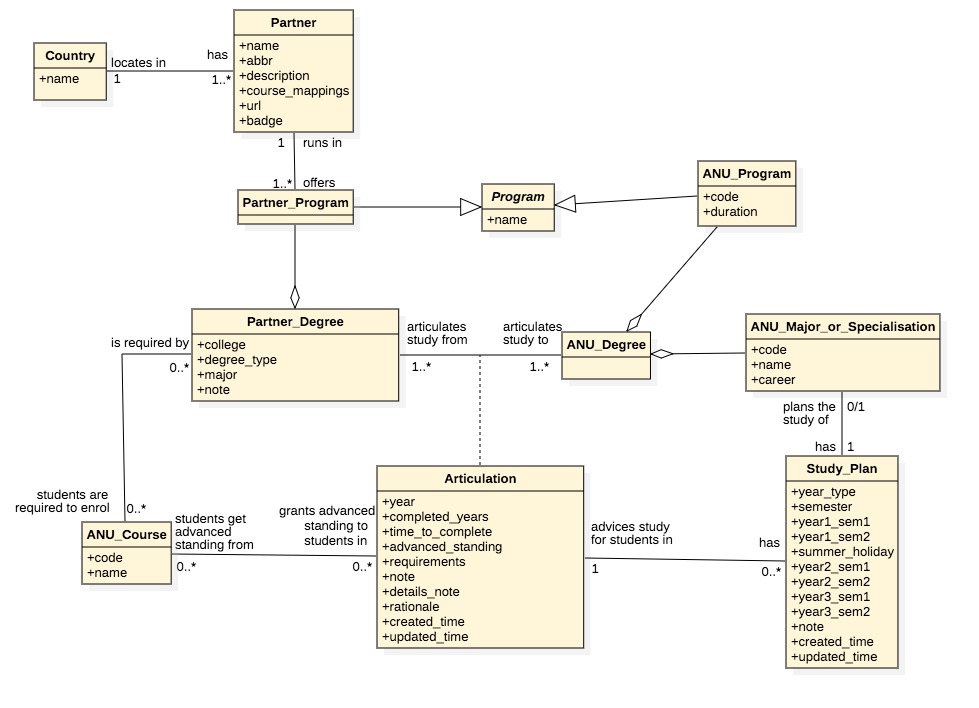 Partner
+name
+abbr
+description
+course_mappings
+url
+badge
Country
+name
locates in
1
has
1..*
1
runs in
1..*
offers
Partner_Program
Program
+name
ANU_Program
+code
+duration
Partner_Degree
+college
+degree_type
+major
+note
is required by
0..*
articulates
study from
1..*
articulates
study to
1..*
ANU_Degree
ANU_Major_or_Specialisation
+code
+name
+career
plans the
study of
0/1
has
1
Study_Plan
+year_type
+semester
+year1_sem1
+year1_sem2
+summer_holiday
+year2_sem1
+year2_sem2
+year3_sem1
+year3_sem2
+note
+created_time
+updated_time
Articulation
+year
+completed_years
+time_to_complete
+advanced_standing
+requirements
+note
+details_note
+rationale
+created_time
+updated_time
students are
required to enrol
0..*
ANU_Course
+code
+name
students get
advanced
standing from
0..*
grants advanced
standing to
students in
0..*
advices study
for students in
1
has
0..*